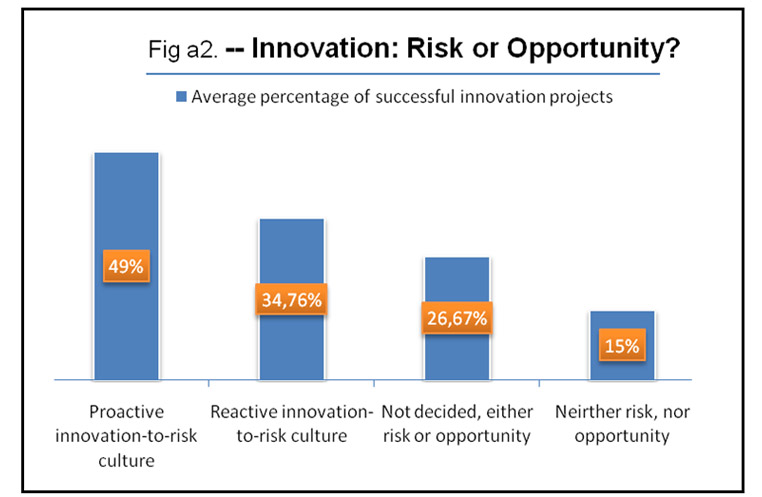 Fig a2. -- Innovation: Risk or Opportunity?
Average percentage of successful innovation projects
49%
34,76%
26,67%
15%
Proactive
innovation-to-risk
culture
Reactive innovation-
to-risk culture
Not decided, either
risk or opportunity
Neirther risk, nor
opportunity